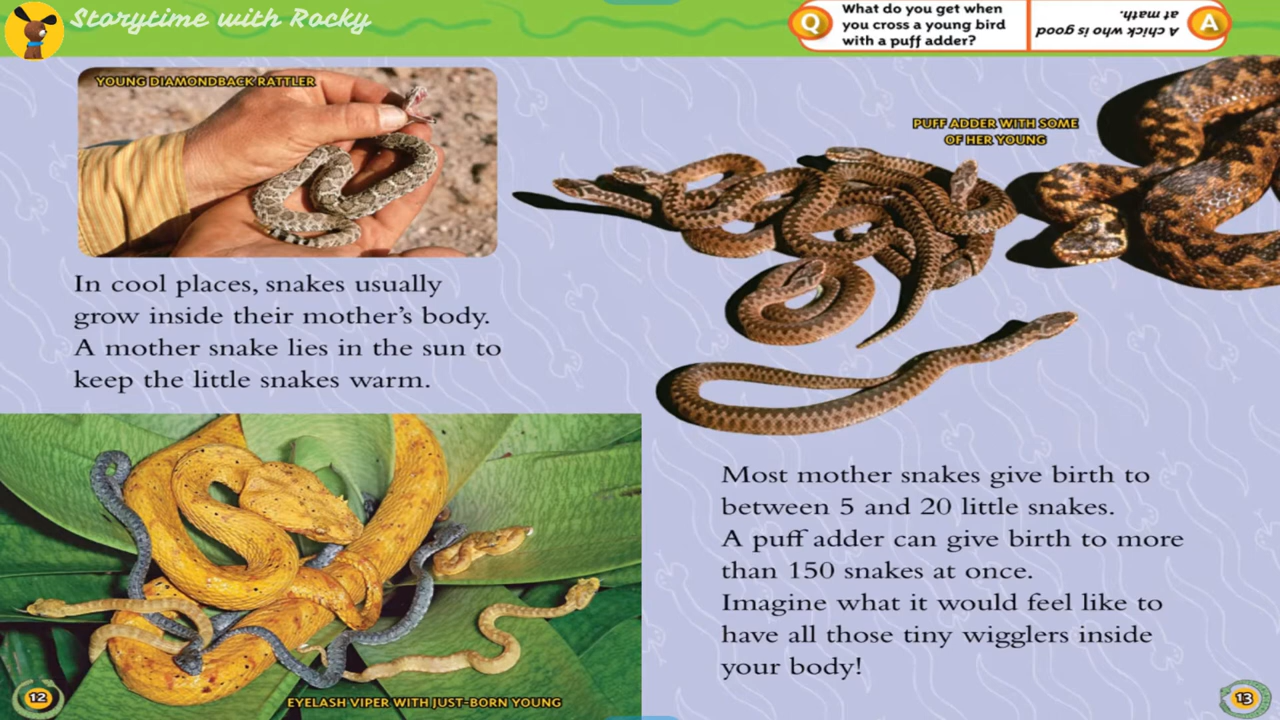 Storytime with Rocky
YOUNG DIAMONDBACK RATTLER
In cool places, snakes usually
grow inside their mother's body.
A mother snake lies in the sun to
keep the little snakes warm.
EYELASH VIPER WITH JUST-BORN YOUNG
12
Q
What do you get when
you cross a young bird
with a puff adder?
A
A chick who is good
at math.
PUFF ADDER WITH SOME
OF HER YOUNG
Most mother snakes give birth to
between 5 and 20 little snakes.
A puff adder can give birth to more
than 150 snakes at once.
Imagine what it would feel like to
have all those tiny wigglers inside
your body!
13